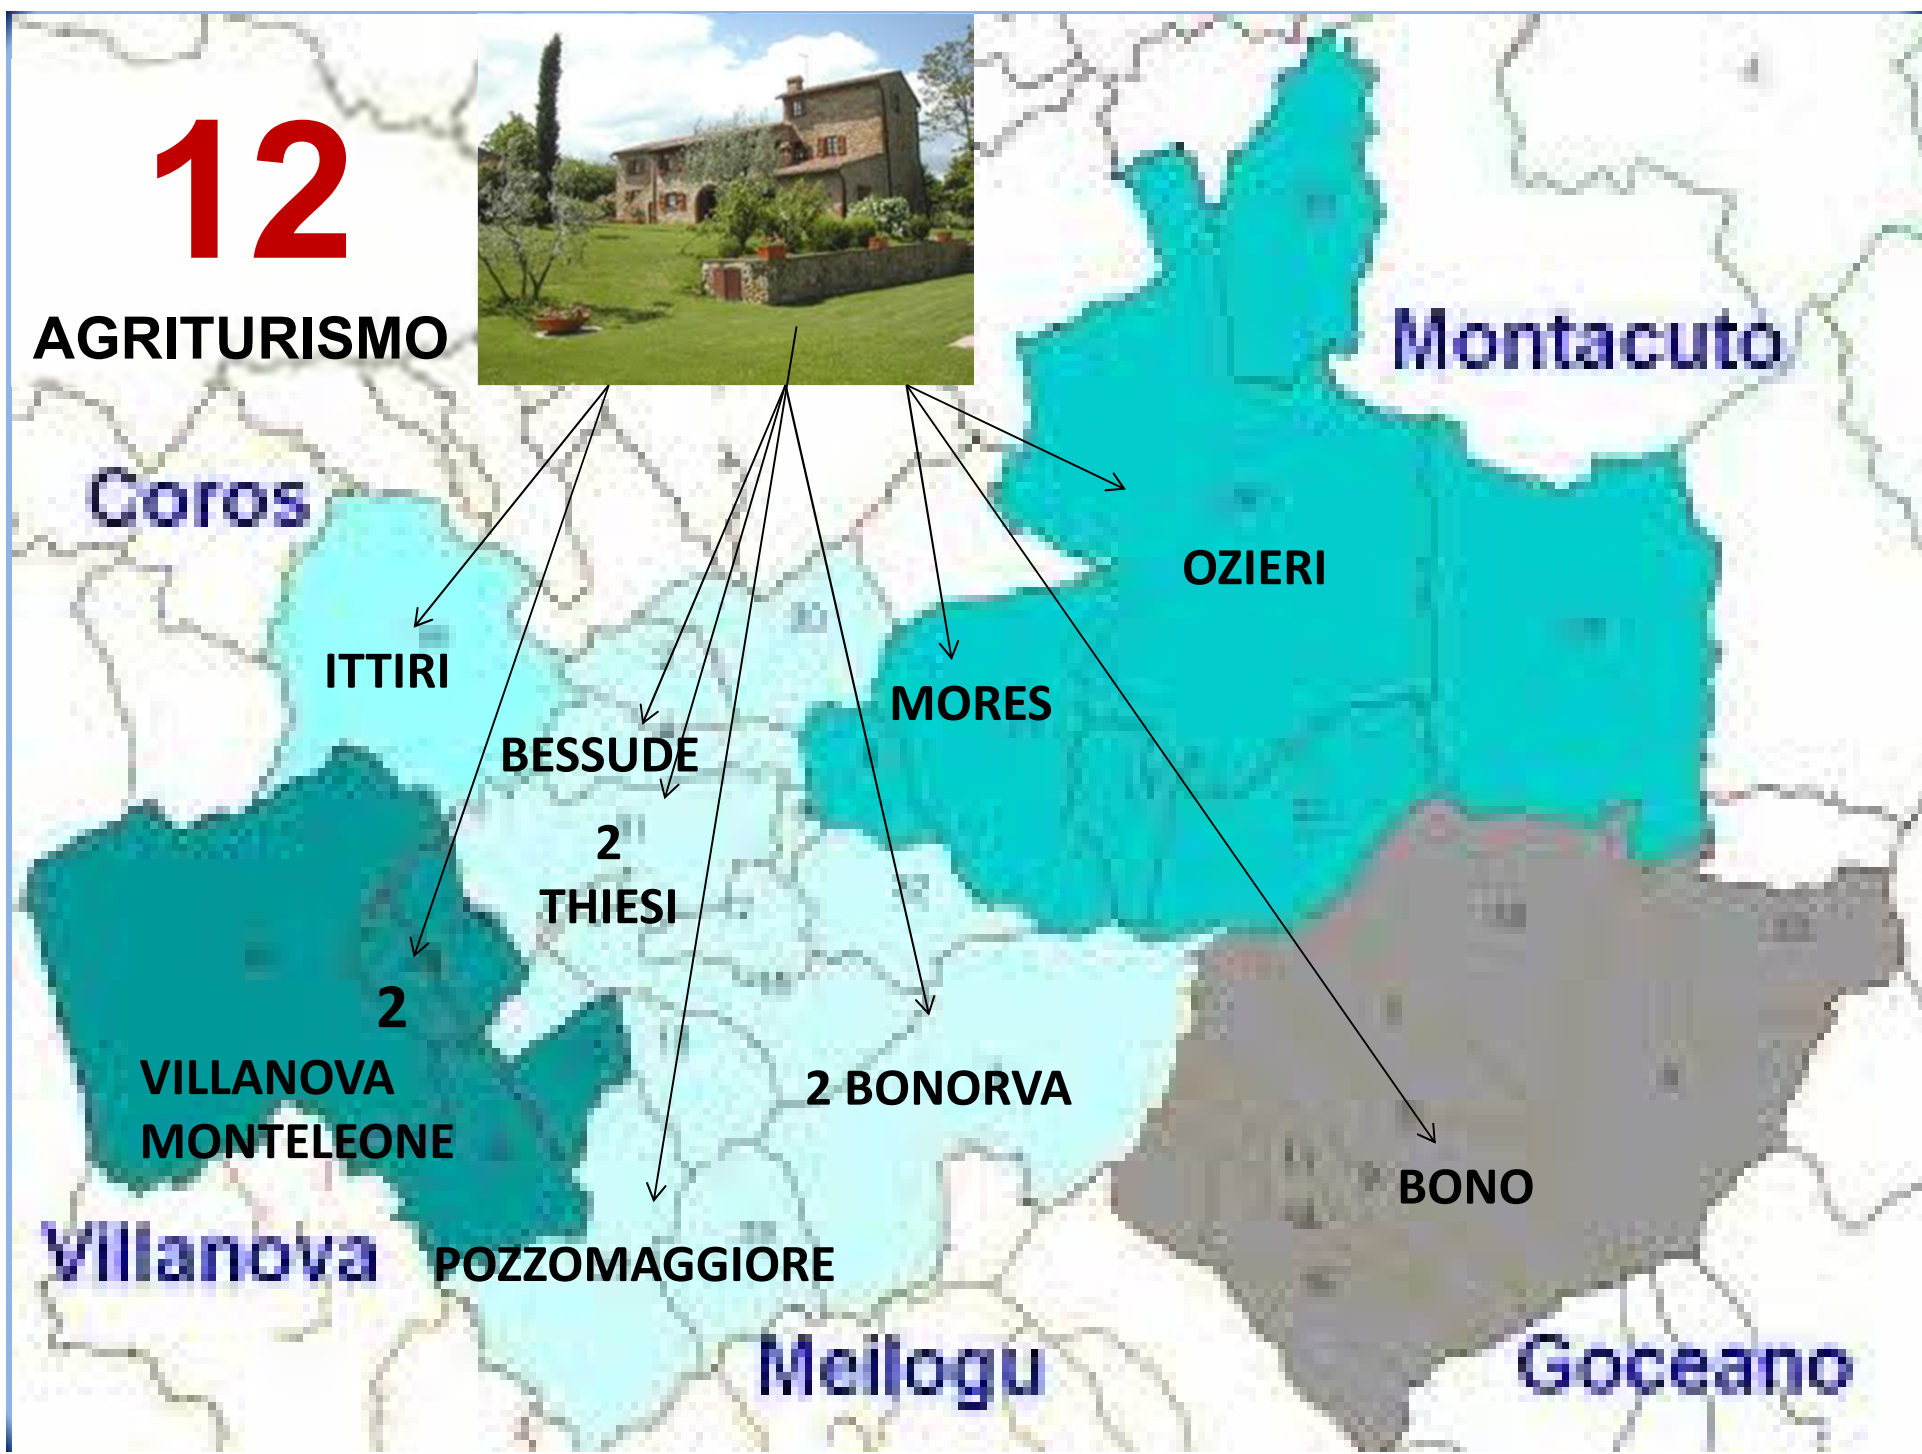 12
AGRITURISMO
Montacuto
Coros
OZIERI
ITTIRI
MORES
BESSUDE
2
THIESI
2
VILLANOVA
MONTELEONE
2 BONORVA
BONO
Villanova
POZZOMAGGIORE
Meilogu
Goceano